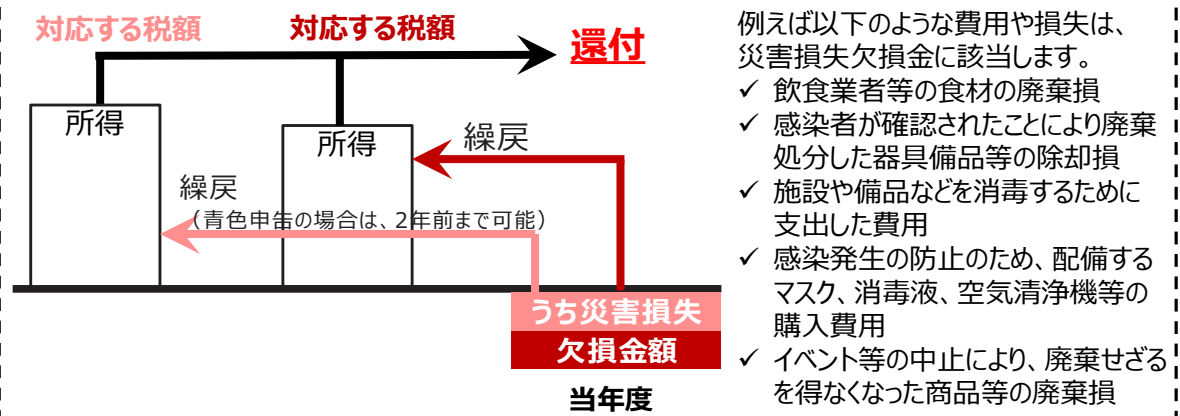 対応する税額
対応する税額
還付
所得
所得
繰戻
繰戻
（青色申告の場合は、2年前まで可能）
うち災害損失
欠損金額
当年度
例えば以下のような費用や損失は、
災害損失欠損金に該当します。
✓ 飲食業者等の食材の廃棄損
✓ 感染者が確認されたことにより廃棄
処分した器具備品等の除却損
✓ 施設や備品などを消毒するために
支出した費用
✓ 感染発生の防止のため、配備する
マスク、消毒液、空気清浄機等の
購入費用
✓ イベント等の中止により、廃棄せざる
を得なくなった商品等の廃棄損